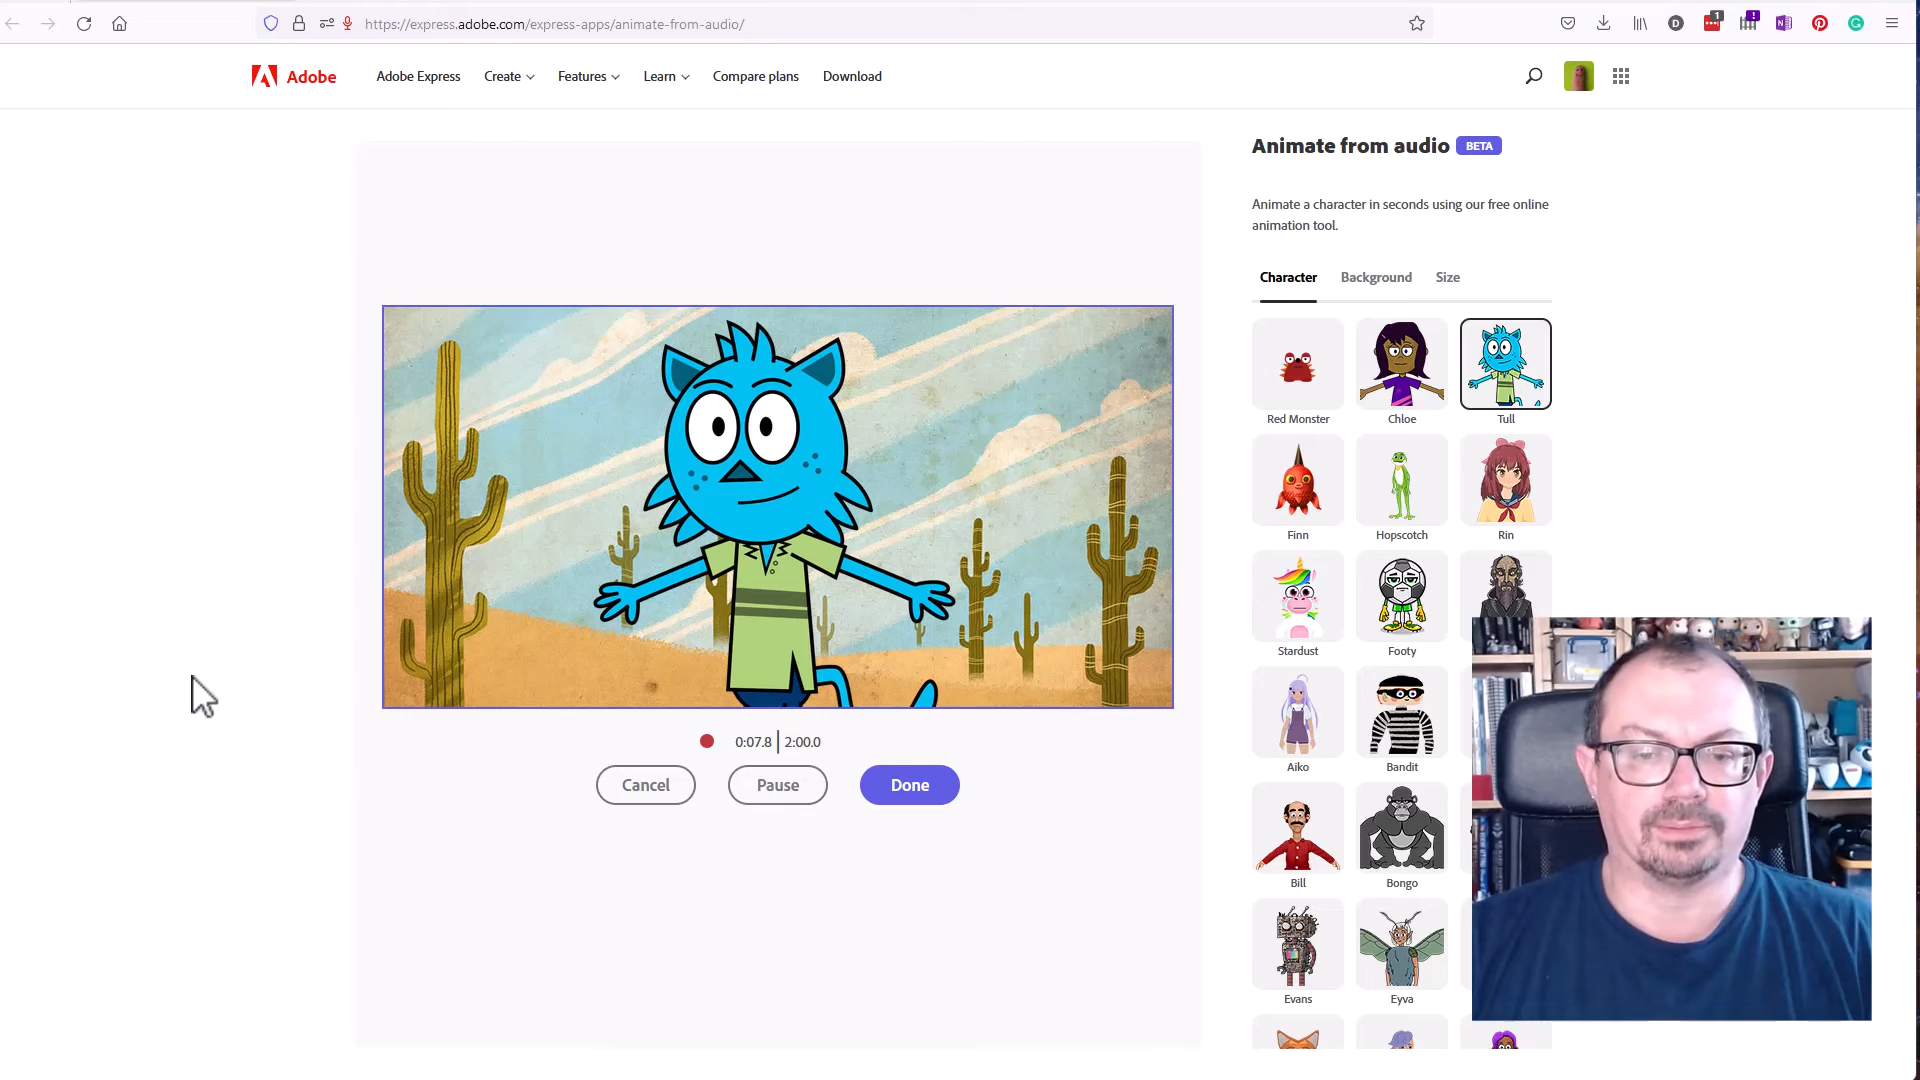 https://express.adobe.com/express-apps/animate-from-audio/
D
1
!
N
G
Adobe
Adobe Express
Create
Features
Learn
Compare plans
Download
Animate from audio
BETA
Animate a character in seconds using our free online
animation tool.
Character
Background
Size
Red Monster
Chloe
Tull
Finn
Hopscotch
Rin
Stardust
Footy
Aiko
Bandit
Bill
Bongo
Evans
Eyva
0:07.8
2:00.0
Cancel
Pause
Done